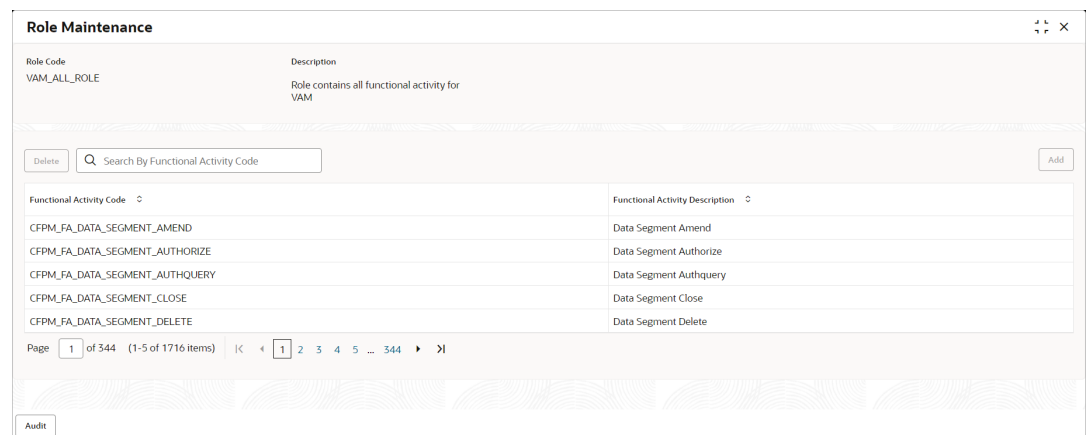 Role Maintenance
Role Code
VAM_ALL_ROLE
Description
Role contains all functional activity for
VAM
Delete
Search By Functional Activity Code
Add
Functional Activity Code Functional Activity Description
CFPM_FA_DATA_SEGMENT_AMEND Data Segment Amend
CFPM_FA_DATA_SEGMENT_AUTHORIZE Data Segment Authorize
CFPM_FA_DATA_SEGMENT_AUTHQUERY Data Segment Authquery
CFPM_FA_DATA_SEGMENT_CLOSE Data Segment Close
CFPM_FA_DATA_SEGMENT_DELETE Data Segment Delete
Page 1 of 344 (1-5 of 1716 items) 1 2 3 4 5 ... 344
Audit